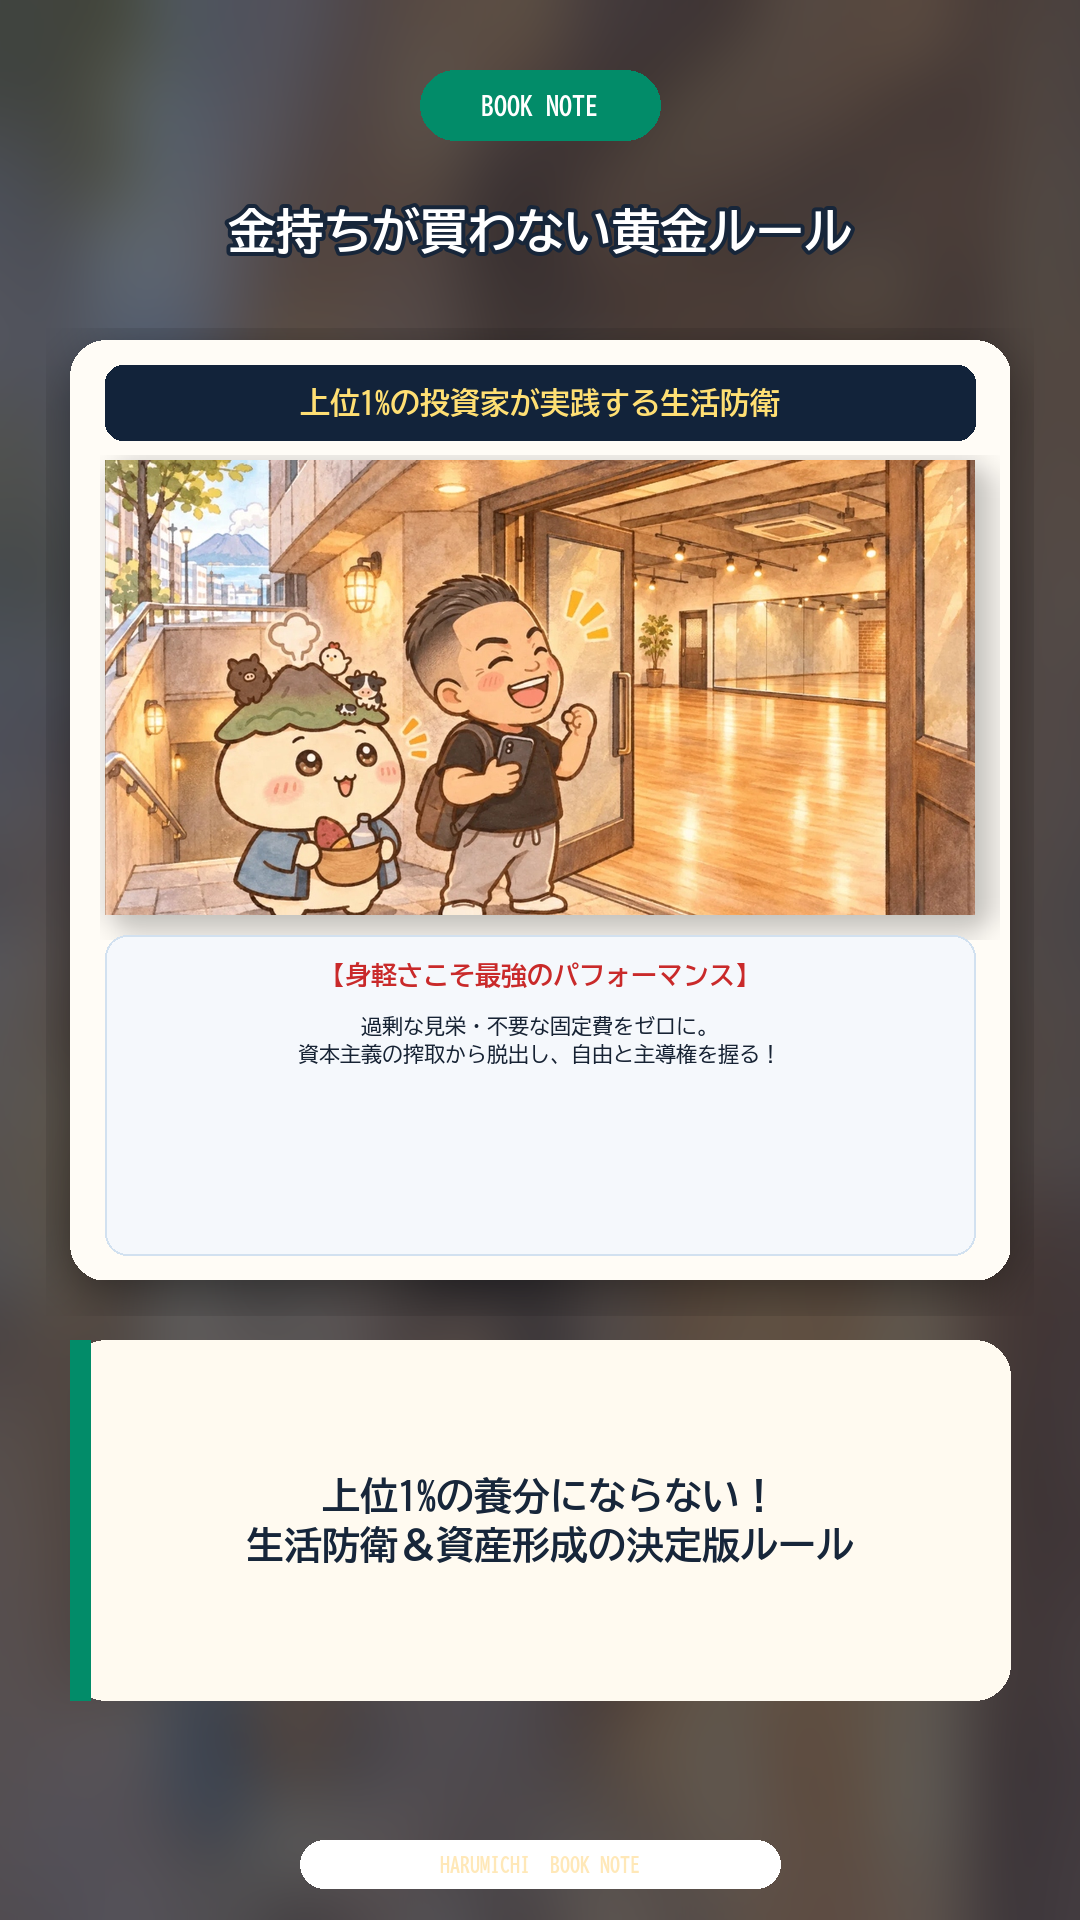 BOOK NOTE
金持ちが買わない黄金ルール
上位1%の投資家が実践する生活防衛
【身軽さこそ最強のパフォーマンス】
過剰な見栄・不要な固定費をゼロに。
資本主義の搾取から脱出し、自由と主導権を握る！
上位1%の養分にならない！
生活防衛＆資産形成の決定版ルール
HARUMICHI BOOK NOTE